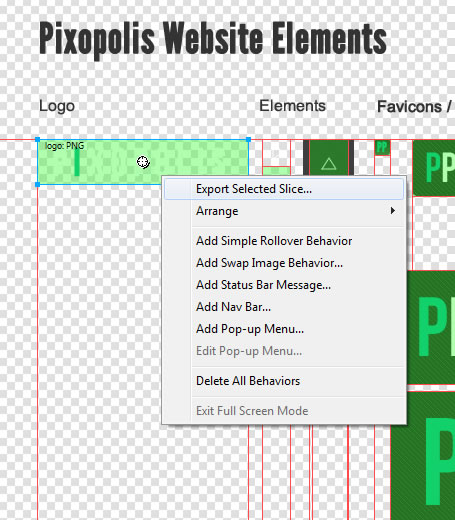 Pixopolis Website Elements
Logo
Elements
Favicons /
logo: PNG
PP
PP
Export Selected Slice...
Arrange
Add Simple Rollover Behavior
Add Swap Image Behavior...
Add Status Bar Message...
Add Nav Bar...
Add Pop-up Menu...
Edit Pop-up Menu...
Delete All Behaviors
Exit Full Screen Mode
P
P